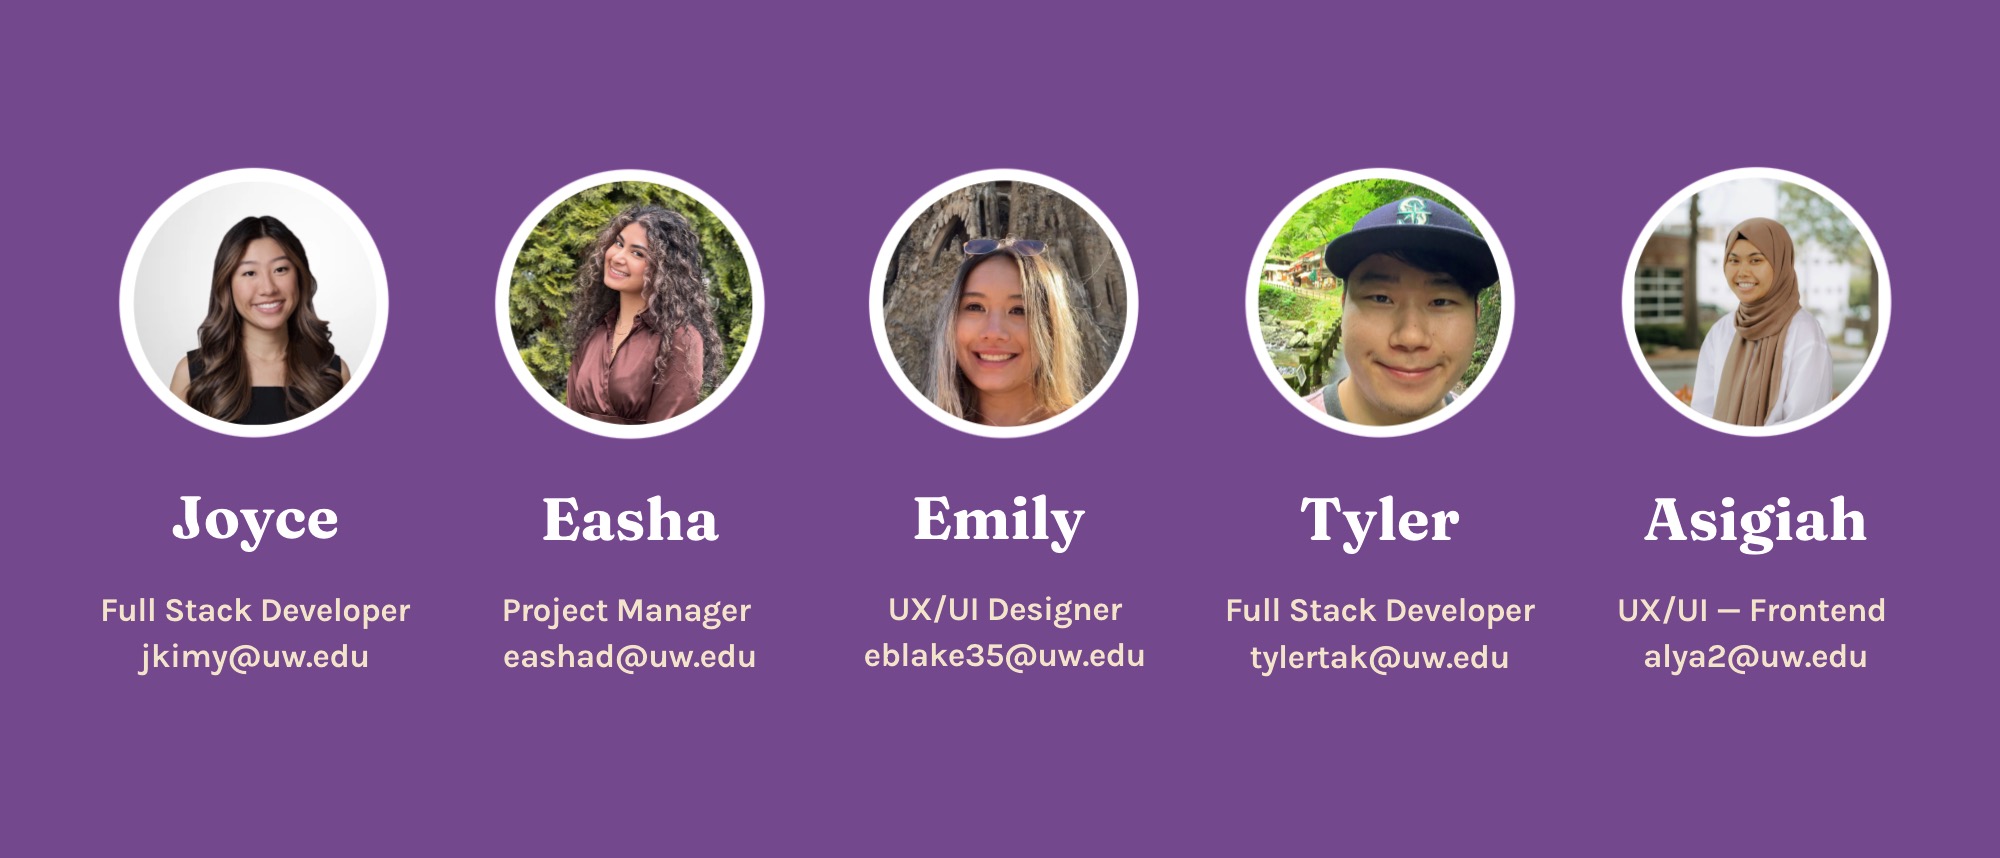 Joyce
Full Stack Developer
jkimy@uw.edu
Easha
Project Manager
eashad@uw.edu
Emily
UX/UI Designer
eblake35@uw.edu
Tyler
Full Stack Developer
tylertak@uw.edu
Asigiah
UX/UI — Frontend
alya2@uw.edu